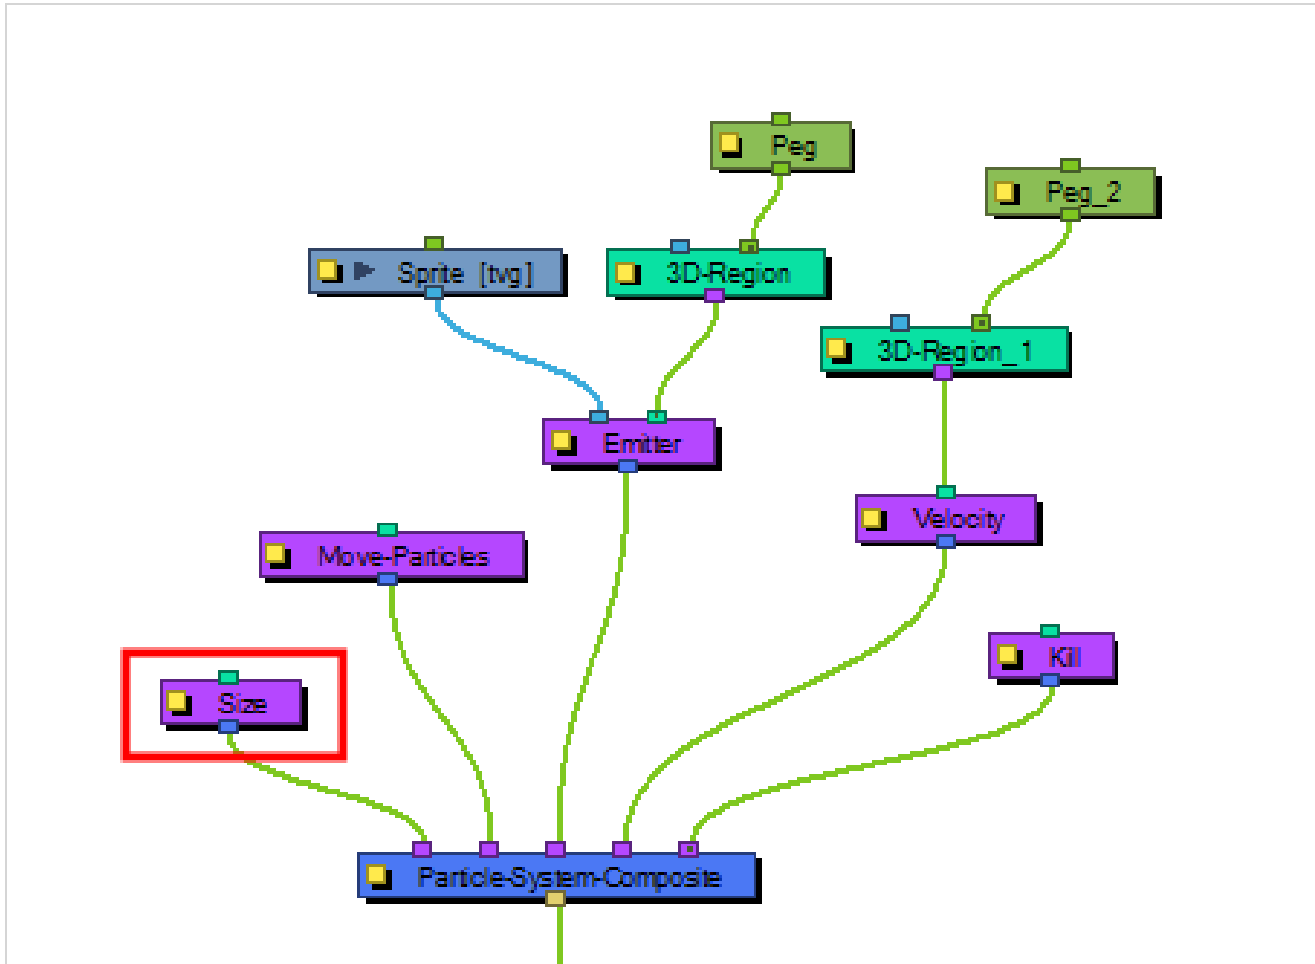 Peg
Peg_2
Sprite [tvg]
3D-Region
3D-Region_1
Emitter
Velocity
Move-Particles
Kill
Size
Particle-System-Composite